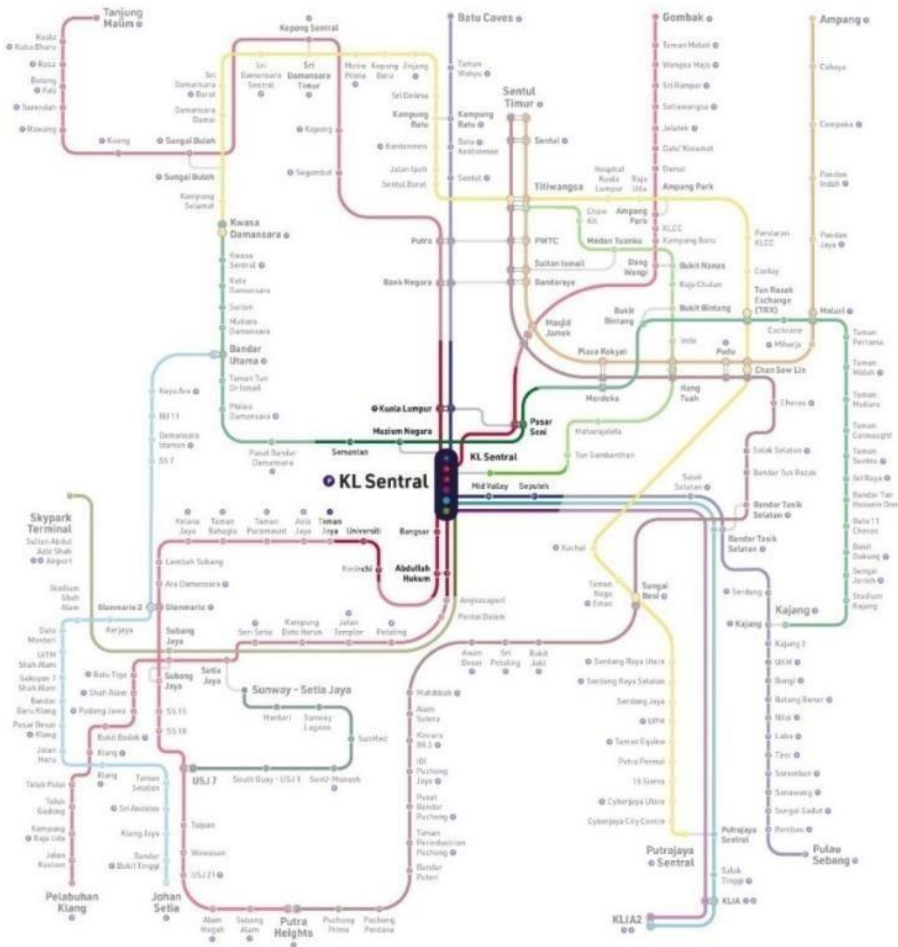 Tanjung
Malim
Kuala
Kubu Bharu
Rasa
Batang
Kali
Serendah
Rawang
Kuang
Sungai Buloh
Sungai Buloh
Kepong Sentral
Sri
Damansara
Barat
Sri
Damansara
Sentral
Sri
Damansara
Timur
Metro
Prima
Kepong
Baru
Jinjang
Sri Delima
Kampung
Batu
Kentonmen
Jalan Ipoh
Sentul Barat
Damansara
Damai
Kepong
Segambut
Kampung
Selamat
Batu Caves
Taman
Wahyu
Kampung
Batu
Batu
Kentonmen
Sentul
Sentul
Timur
Sentul
Titiwangsa
Hospital
Kuala
Lumpur
Raja
Uda
Ampang Park
Gombak
Taman Melati
Wangsa Maju
Sri Rampai
Setiawangsa
Jelatek
Dato' Keramat
Damai
Ampang
Park
KLCC
Kampung Baru
Ampang
Cahaya
Cempaka
Pandan
Indah
Pandan
Jaya
Maluri
Miharja
Kwasa
Damansara
Kwasa
Sentral
Kota
Damansara
Surian
Mutiara
Damansara
Bandar
Utama
Taman Tun
Dr Ismail
Phileo
Damansara
Pusat Bandar
Damansara
Semantan
Muzium Negara
Putra
Bank Negara
Kuala Lumpur
PWTC
Sultan Ismail
Bandaraya
Chow
Kit
Medan Tuanku
Dang
Wangi
Bukit Nanas
Raja Chulan
Bukit
Bintang
Bukit Bintang
Persiaran
KLCC
Conlay
Tun Razak
Exchange
(TRX)
Cochrane
Masjid
Jamek
Plaza Rakyat
Imbi
Pudu
Chan Sow Lin
Merdeka
Hang
Tuah
Pasar
Seni
Maharajalela
Tun Sambanthan
KL Sentral
KL Sentral
Mid Valley
Seputeh
Salak
Selatan
Cheras
Salak Selatan
Bandar Tun Razak
Bandar Tasik
Selatan
Bandar Tasik
Selatan
Taman
Pertama
Taman
Midah
Taman
Mutiara
Taman
Connaught
Taman
Suntex
Sri Raya
Bandar Tun
Hussein Onn
Batu 11
Cheras
Bukit
Dukung
Sungai
Jernih
Stadium
Kajang
Kajang
Kayu Ara
BU 11
Damansara
Idaman
SS 7
Skypark
Terminal
Sultan Abdul
Aziz Shah
Airport
Kelana
Jaya
Taman
Bahagia
Taman
Paramount
Asia
Jaya
Taman
Jaya
Universiti
Kerinchi
Bangsar
Abdullah
Hukum
Angkasapuri
Pantai Dalam
Lembah Subang
Ara Damansara
Stadium
Shah
Alam
Glenmarie 2
Glenmarie
Kerjaya
Dato
Menteri
UiTM
Shah Alam
Seksyen 7
Shah Alam
Bandar
Baru Klang
Pasar Besar
Klang
Jalan
Meru
Klang
Subang
Jaya
Subang
Jaya
Batu Tiga
Shah Alam
Padang Jawa
Bukit Badak
Klang
Setia
Jaya
Seri Setia
Kampung
Dato Harun
Jalan
Templer
Petaling
Sunway - Setia Jaya
Mentari
Sunway
Lagoon
SunMed
SunU-Monash
South Quay - USJ 1
USJ 7
SS 15
SS 18
Taipan
Wawasan
USJ 21
Teluk Pulai
Teluk
Gadong
Kampung
Raja Uda
Jalan
Kastam
Pelabuhan
Klang
Taman
Selatan
Sri Andalas
Klang Jaya
Bandar
Bukit Tinggi
Johan
Setia
Alam
Megah
Subang
Alam
Putra
Heights
Puchong
Prima
Puchong
Perdana
Bandar
Puteri
Taman
Perindustrian
Puchong
Pusat
Bandar
Puchong
IOI
Puchong
Jaya
Kinrara
BK 5
Alam
Sutera
Muhibbah
Awan
Besar
Sri
Petaling
Bukit
Jalil
Sungai
Besi
Kuchai
Taman
Naga
Emas
Serdang Raya Utara
Serdang Raya Selatan
Serdang Jaya
UPM
Taman Equine
Putra Permai
16 Sierra
Cyberjaya Utara
Cyberjaya City Centre
Putrajaya
Sentral
Putrajaya
Sentral
Serdang
Kajang
Kajang 2
UKM
Bangi
Batang Benar
Nilai
Labu
Tiroi
Seremban
Senawang
Sungai Gadut
Rembau
Pulau
Sebang
Salak
Tinggi
KLIA
KLIA2